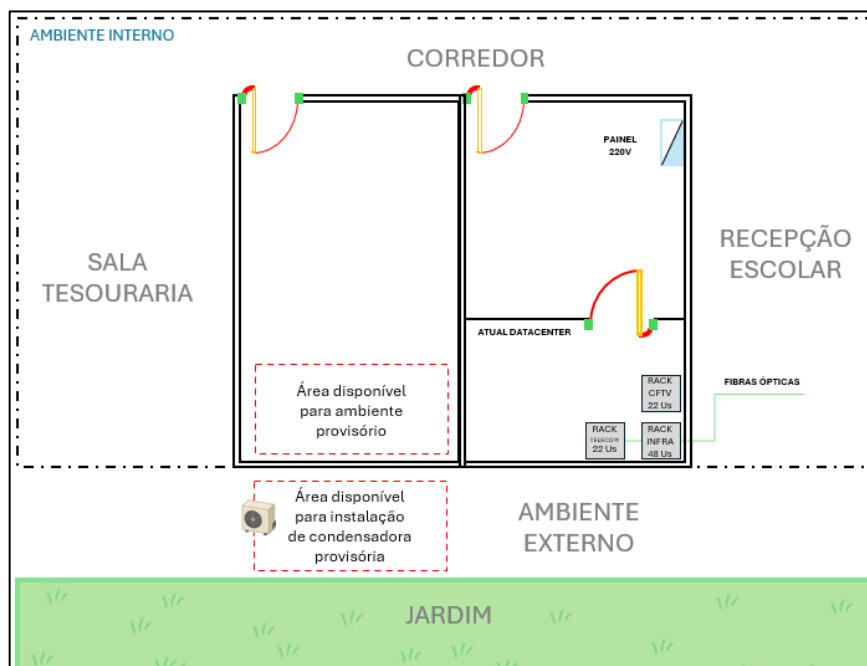 AMBIENTE INTERNO
CORREDOR
PAINEL
220V
SALA
TESOURARIA
RECEPÇÃO
ESCOLAR
ATUAL DATACENTER
FIBRAS ÓPTICAS
RACK
CFTV
22 Us
Área disponível
para ambiente
provisório
RACK
TELECOM
22 Us
RACK
INFRA
48 Us
Área disponível
para instalação
de condensadora
provisória
AMBIENTE
EXTERNO
JARDIM